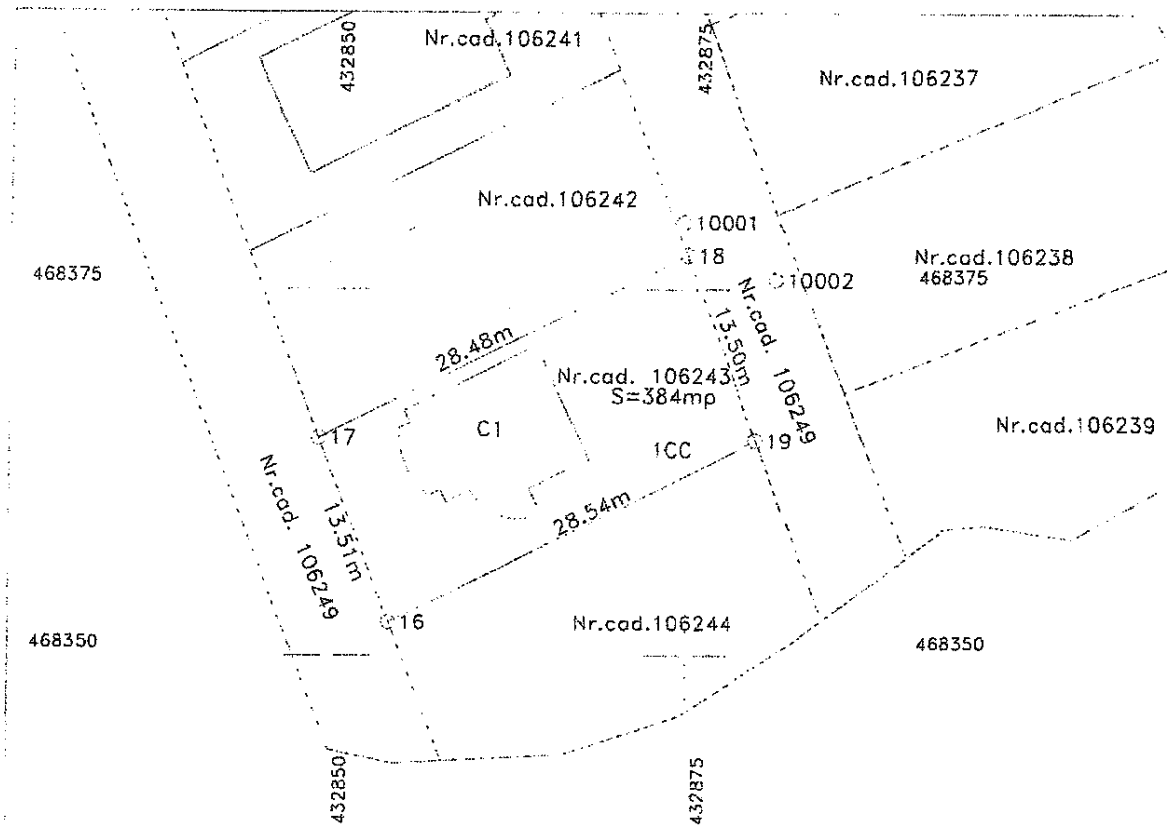 432850
Nr.cad.106241
432875
Nr.cad.106237
Nr.cad.106242
10001
18
10002
Nr.cad.106238
468375
468375
28.48m
13.50m
Nr.cad. 106249
Nr.cad. 106243
S=384mp
C1
1CC
17
19
Nr.cad.106239
Nr.cad. 106249
13.51m
28.54m
16
Nr.cad.106244
468350
468350
432850
432875